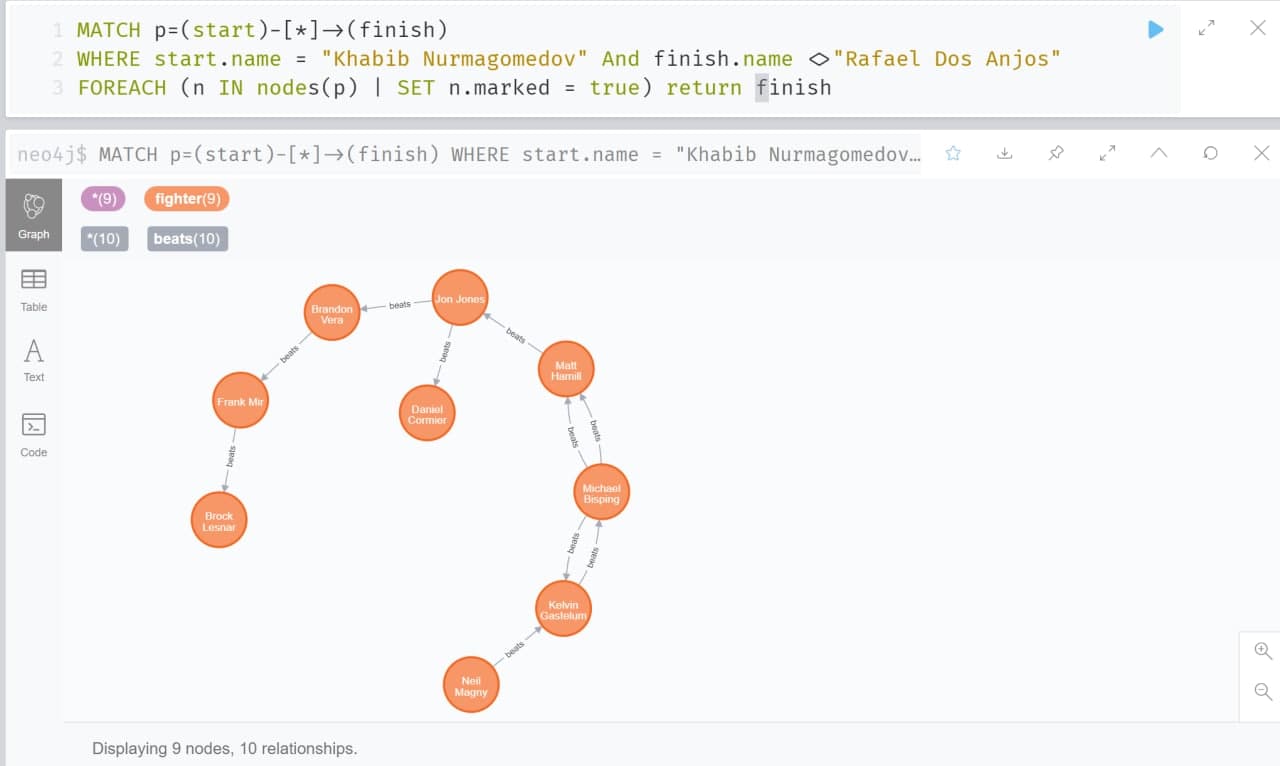 1 MATCH p=(start)-[*]→(finish)
2 WHERE start.name = "Khabib Nurmagomedov" And finish.name <>"Rafael Dos Anjos"
3 FOREACH (n IN nodes(p) | SET n.marked = true) return finish
neo4j$ MATCH p=(start)-[*]→(finish) WHERE start.name = "Khabib Nurmagomedov…
*(9) fighter(9)
Graph
*(10) beats(10)
Table
Text
Code
Jon Jones
beats
Brandon
Vera
beats
beats
beats
Matt
Hamill
Frank Mir
Daniel
Cormier
beats
beats
beats
Michael
Bisping
Brock
Lesnar
beats
beats
Kelvin
Gastelum
beats
Neil
Magny
Displaying 9 nodes, 10 relationships.